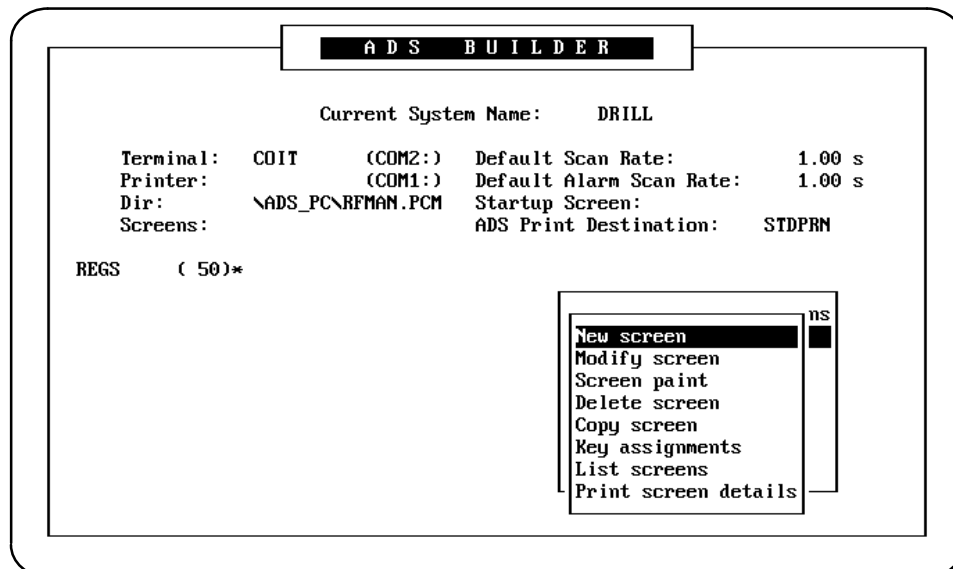 ADS BUILDER
Current System Name: DRILL
Terminal: COIT (COM2:) Default Scan Rate: 1.00 s
Printer: (COM1:) Default Alarm Scan Rate: 1.00 s
Dir: \ADS_PC\RFMAN.PCM Startup Screen:
Screens: ADS Print Destination: STDPRN
REGS ( 50)*
ns
New screen
Modify screen
Screen paint
Delete screen
Copy screen
Key assignments
List screens
Print screen details